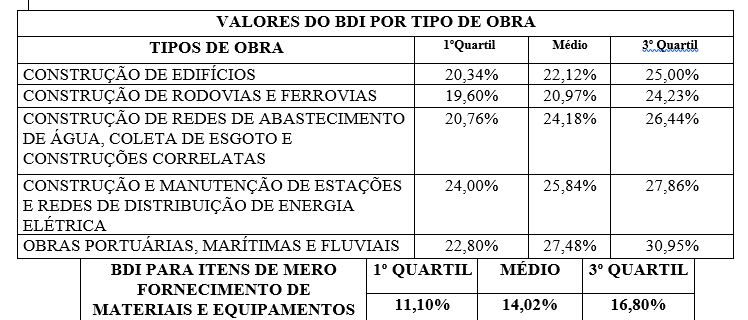 VALORES DO BDI POR TIPO DE OBRA
TIPOS DE OBRA 1ºQuartil Médio 3º Quartil
CONSTRUÇÃO DE EDIFÍCIOS 20,34% 22,12% 25,00%
CONSTRUÇÃO DE RODOVIAS E FERROVIAS 19,60% 20,97% 24,23%
CONSTRUÇÃO DE REDES DE ABASTECIMENTO 20,76% 24,18% 26,44%
DE ÁGUA, COLETA DE ESGOTO E
CONSTRUÇÕES CORRELATAS
CONSTRUÇÃO E MANUTENÇÃO DE ESTAÇÕES 24,00% 25,84% 27,86%
E REDES DE DISTRIBUIÇÃO DE ENERGIA
ELÉTRICA
OBRAS PORTUÁRIAS, MARÍTIMAS E FLUVIAIS 22,80% 27,48% 30,95%
BDI PARA ITENS DE MERO 1º QUARTIL MÉDIO 3º QUARTIL
FORNECIMENTO DE
MATERIAIS E EQUIPAMENTOS 11,10% 14,02% 16,80%